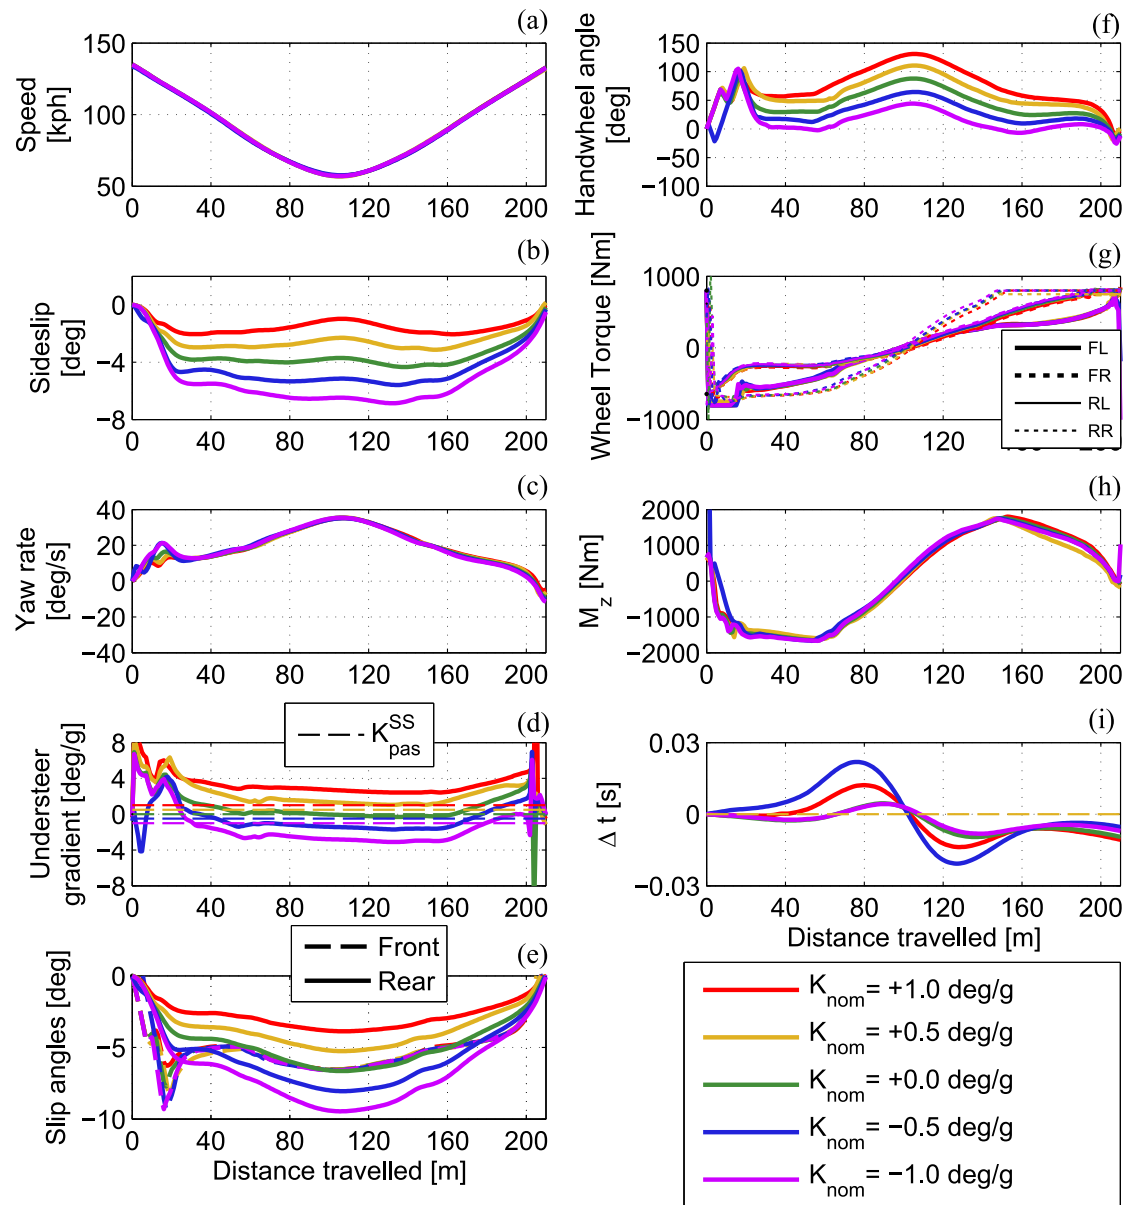 (a)
150
100
50
Speed
[kph]
0 40 80 120 160 200
(b)
0
−4
−8
Sideslip
[deg]
0 40 80 120 160 200
(c)
40
20
0
−20
−40
Yaw rate
[deg/s]
0 40 80 120 160 200
(d)
K_pas^SS
8
4
0
−4
−8
Understeer
gradient [deg/g]
0 40 80 120 160 200
(e)
Front
Rear
0
−5
−10
Slip angles [deg]
0 40 80 120 160 200
Distance travelled [m]
(f)
150
100
50
0
−50
−100
Handwheel angle
[deg]
0 40 80 120 160 200
(g)
1000
0
−1000
Wheel Torque [Nm]
FL
FR
RL
RR
0 40 80 120
(h)
2000
1000
0
−1000
−2000
M_z [Nm]
0 40 80 120 160 200
(i)
0.03
0
−0.03
Δ t [s]
0 40 80 120 160 200
Distance travelled [m]
K_nom = +1.0 deg/g
K_nom = +0.5 deg/g
K_nom = +0.0 deg/g
K_nom = −0.5 deg/g
K_nom = −1.0 deg/g